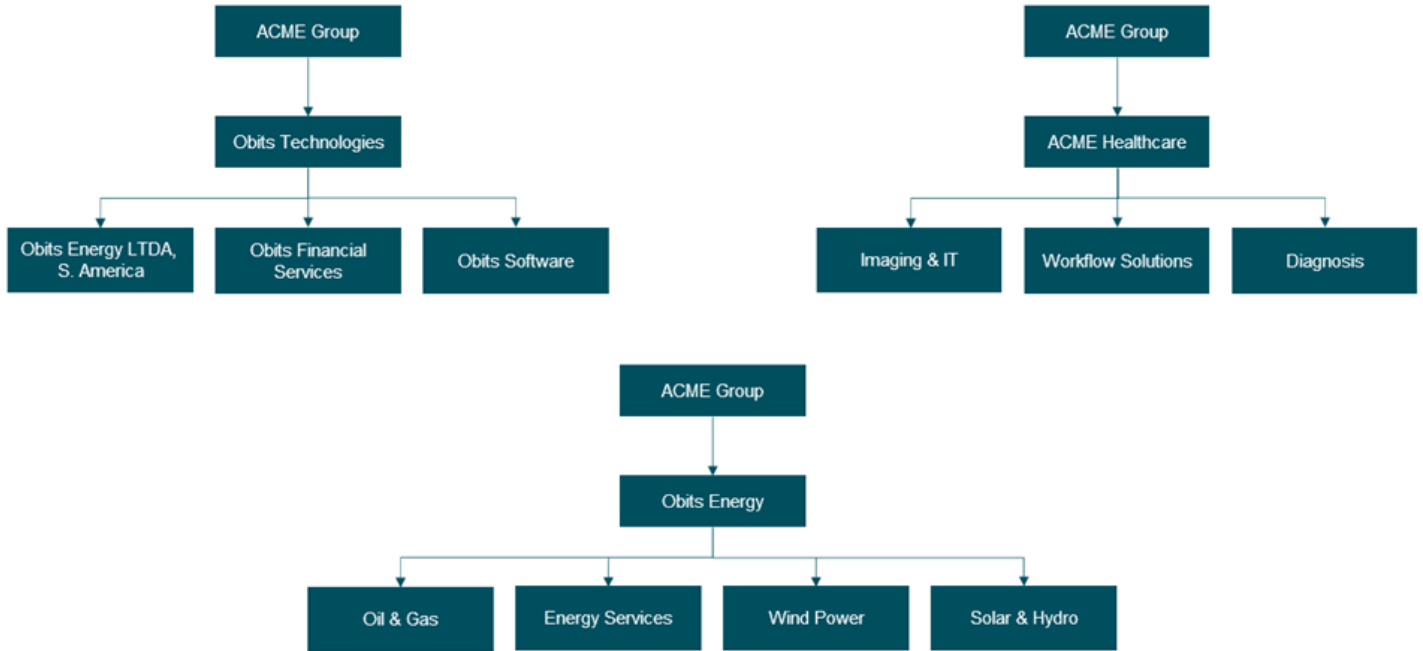 ACME Group
ACME Group
Obits Technologies
ACME Healthcare
Obits Energy LTDA,
S. America
Obits Financial
Services
Obits Software
Imaging & IT
Workflow Solutions
Diagnosis
ACME Group
Obits Energy
Oil & Gas
Energy Services
Wind Power
Solar & Hydro